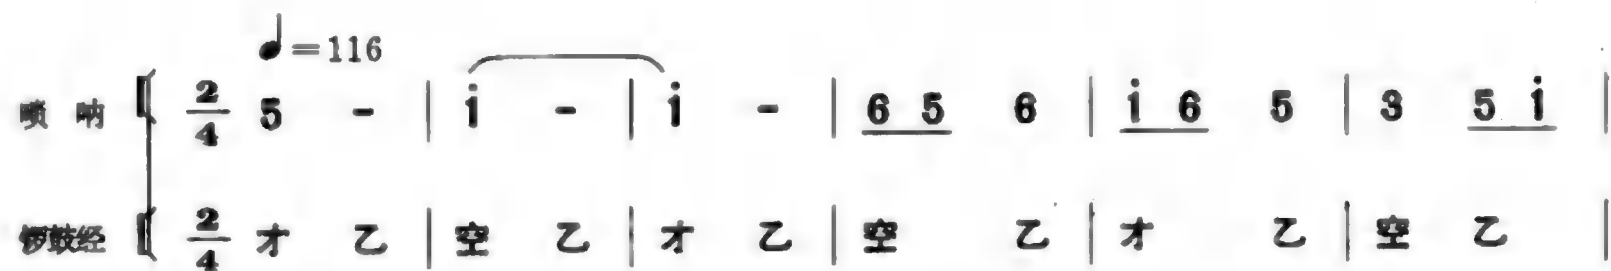 ♩=116
唢呐 2/4 5 - | i - | i - | 6 5 6 | i 6 5 | 3 5 i |
锣鼓经 2/4 才 乙 | 空 乙 | 才 乙 | 空 乙 | 才 乙 | 空 乙 |